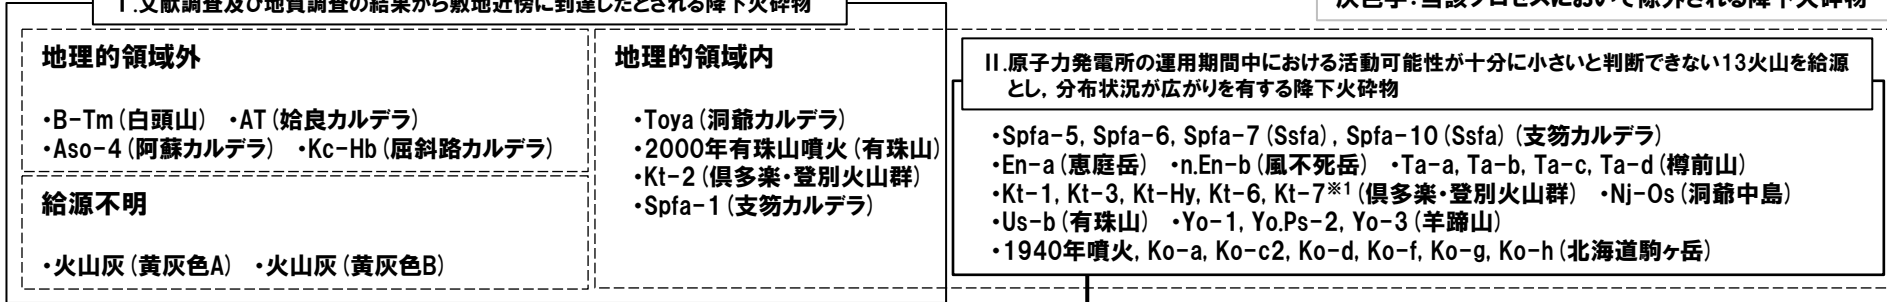 Ⅰ.文献調査及び地質調査の結果から敷地近傍に到達したとされる降下火砕物
灰色字:当該プロセスにおいて除外される降下火砕物
地理的領域外
・B-Tm(白頭山) ・AT(姶良カルデラ)
・Aso-4(阿蘇カルデラ) ・Kc-Hb(屈斜路カルデラ)
給源不明
・火山灰(黄灰色A) ・火山灰(黄灰色B)
地理的領域内
・Toya(洞爺カルデラ)
・2000年有珠山噴火(有珠山)
・Kt-2(倶多楽・登別火山群)
・Spfa-1(支笏カルデラ)
Ⅱ.原子力発電所の運用期間中における活動可能性が十分に小さいと判断できない13火山を給源
とし,分布状況が広がりを有する降下火砕物
・Spfa-5, Spfa-6, Spfa-7(Ssfa), Spfa-10(Ssfa)(支笏カルデラ)
・En-a(恵庭岳) ・n.En-b(風不死岳) ・Ta-a, Ta-b, Ta-c, Ta-d(樽前山)
・Kt-1, Kt-3, Kt-Hy, Kt-6, Kt-7※1(倶多楽・登別火山群) ・Nj-Os(洞爺中島)
・Us-b(有珠山) ・Yo-1, Yo.Ps-2, Yo-3(羊蹄山)
・1940年噴火, Ko-a, Ko-c2, Ko-d, Ko-f, Ko-g, Ko-h(北海道駒ヶ岳)